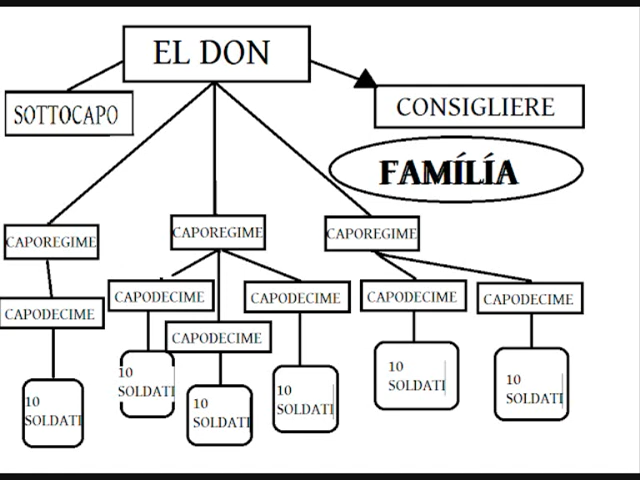 EL DON
SOTTOCAPO
CONSIGLIERE
FAMÍLÍA
CAPOREGIME
CAPOREGIME
CAPOREGIME
CAPODECIME
CAPODECIME
CAPODECIME
CAPODECIME
CAPODECIME
CAPODECIME
10
SOLDATI
10
SOLDATI
10
SOLDATI
10
SOLDATI
10
SOLDATI
10
SOLDATI